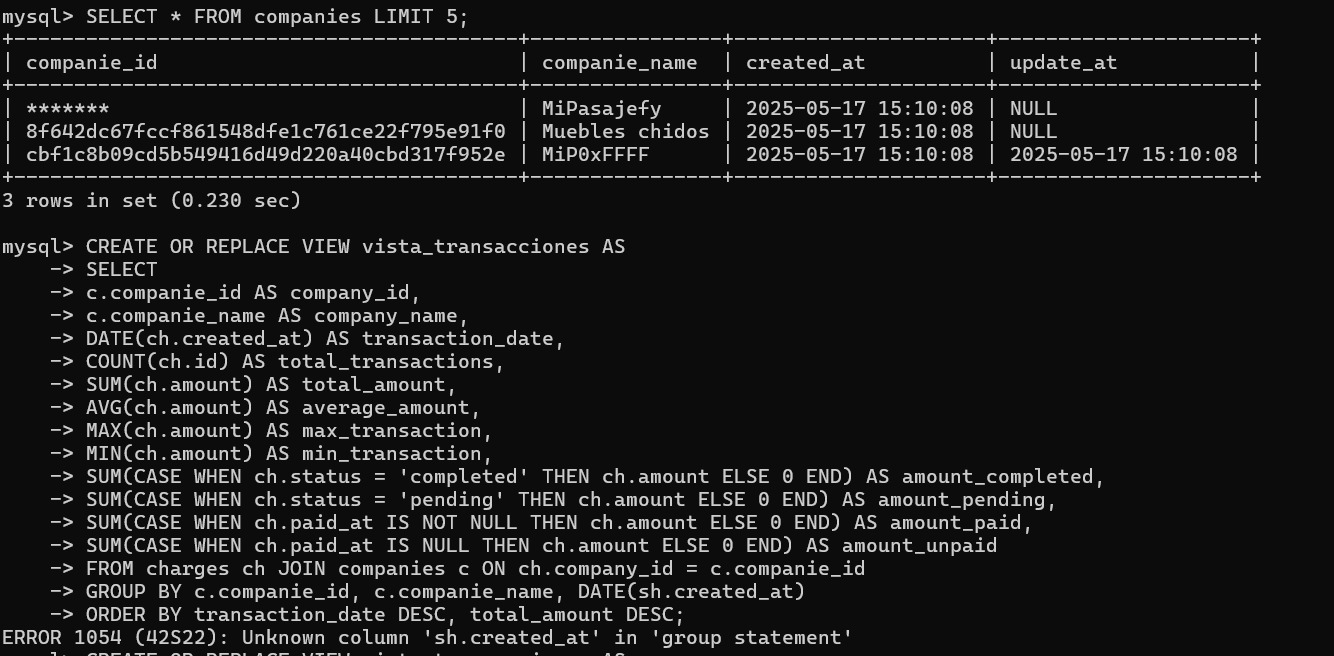 mysql> SELECT * FROM companies LIMIT 5;
+-----------------------------------------+----------------+---------------------+---------------------+
| companie_id | companie_name | created_at | update_at |
+-----------------------------------------+----------------+---------------------+---------------------+
| ******* | MiPasajefy | 2025-05-17 15:10:08 | NULL |
| 8f642dc67fccf861548dfe1c761ce22f795e91f0 | Muebles chidos | 2025-05-17 15:10:08 | NULL |
| cbf1c8b09cd5b549416d49d220a40cbd317f952e | MiP0xFFFF | 2025-05-17 15:10:08 | 2025-05-17 15:10:08 |
+-----------------------------------------+----------------+---------------------+---------------------+
3 rows in set (0.230 sec)
mysql> CREATE OR REPLACE VIEW vista_transacciones AS
-> SELECT
-> c.companie_id AS company_id,
-> c.companie_name AS company_name,
-> DATE(ch.created_at) AS transaction_date,
-> COUNT(ch.id) AS total_transactions,
-> SUM(ch.amount) AS total_amount,
-> AVG(ch.amount) AS average_amount,
-> MAX(ch.amount) AS max_transaction,
-> MIN(ch.amount) AS min_transaction,
-> SUM(CASE WHEN ch.status = 'completed' THEN ch.amount ELSE 0 END) AS amount_completed,
-> SUM(CASE WHEN ch.status = 'pending' THEN ch.amount ELSE 0 END) AS amount_pending,
-> SUM(CASE WHEN ch.paid_at IS NOT NULL THEN ch.amount ELSE 0 END) AS amount_paid,
-> SUM(CASE WHEN ch.paid_at IS NULL THEN ch.amount ELSE 0 END) AS amount_unpaid
-> FROM charges ch JOIN companies c ON ch.company_id = c.companie_id
-> GROUP BY c.companie_id, c.companie_name, DATE(sh.created_at)
-> ORDER BY transaction_date DESC, total_amount DESC;
ERROR 1054 (42S22): Unknown column 'sh.created_at' in 'group statement'